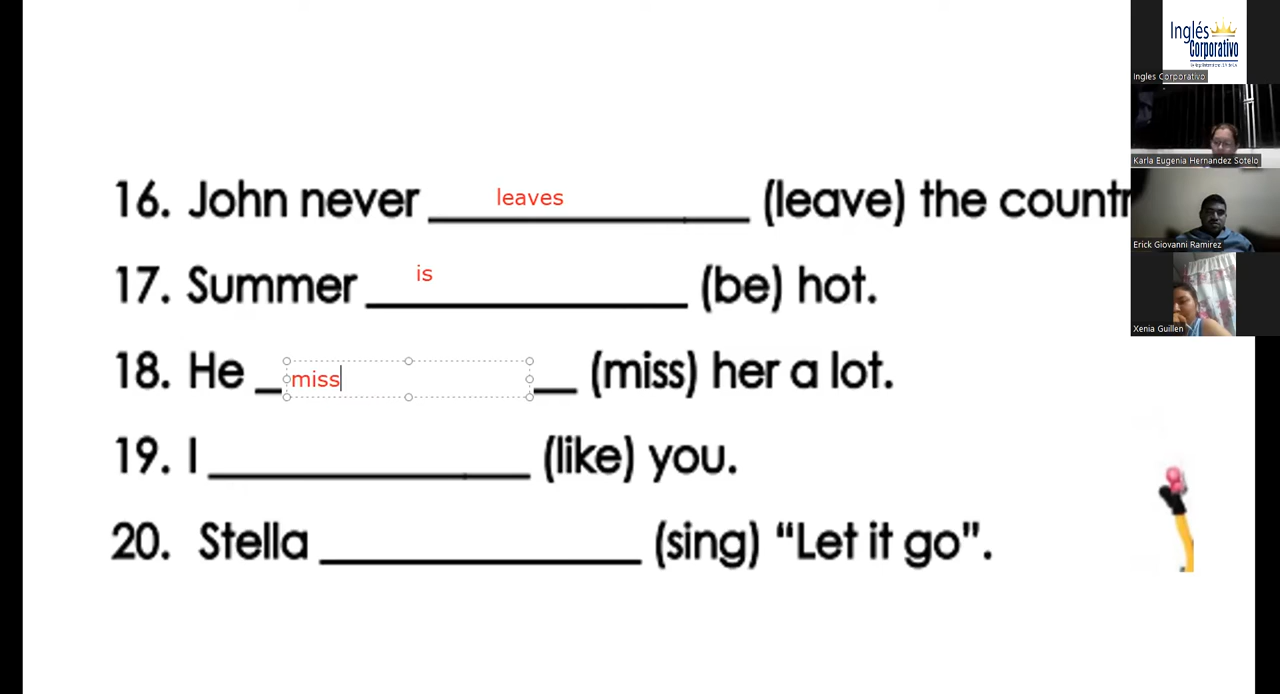 Inglés
Corporativo
Ingles Corporativo
Karla Eugenia Hernandez Sotelo
Erick Giovanni Ramirez
Xenia Guillen
16. John never leaves (leave) the countr
17. Summer is (be) hot.
18. He miss (miss) her a lot.
19. I (like) you.
20. Stella (sing) “Let it go”.